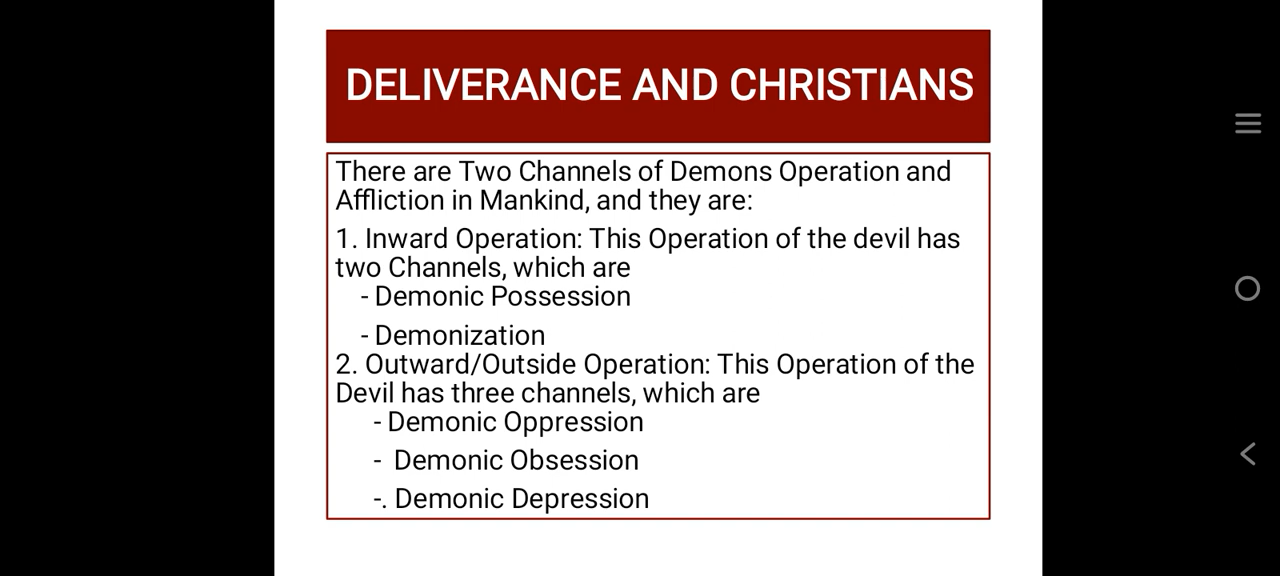 DELIVERANCE AND CHRISTIANS
There are Two Channels of Demons Operation and
Affliction in Mankind, and they are:
1. Inward Operation: This Operation of the devil has
two Channels, which are
- Demonic Possession
- Demonization
2. Outward/Outside Operation: This Operation of the
Devil has three channels, which are
- Demonic Oppression
- Demonic Obsession
-. Demonic Depression